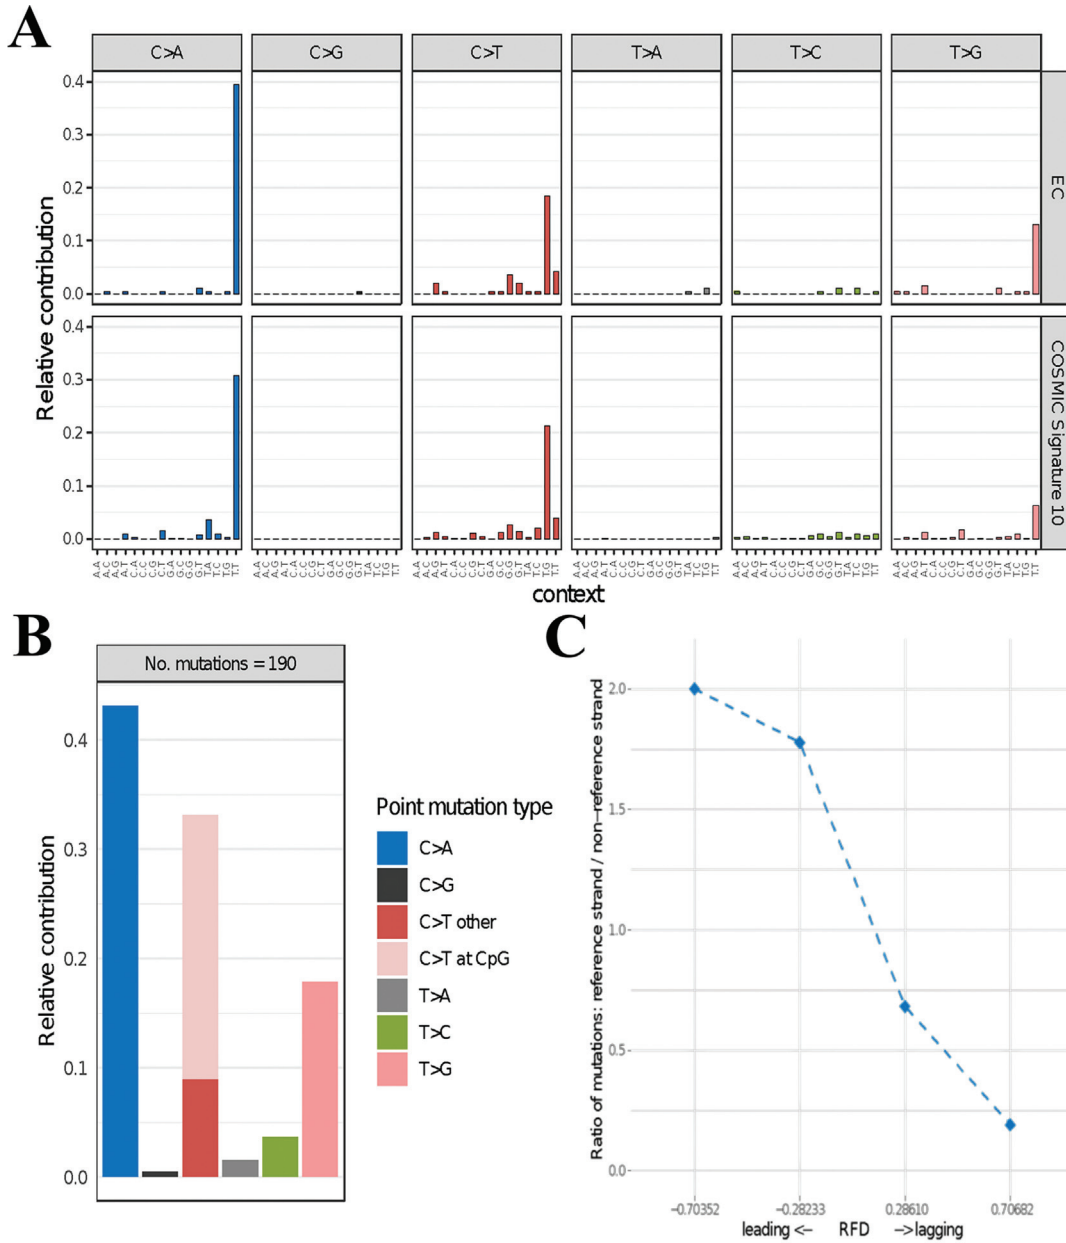 A
C>A C>G C>T T>A T>C T>G
0.4
0.3
0.2
0.1
0.0
EC
0.4
0.3
0.2
0.1
0.0
COSMIC Signature 10
Relative contribution
A.A A.C A.G A.T C.A C.C C.G C.T G.A G.C G.G G.T T.A T.C T.G T.T
A.A A.C A.G A.T C.A C.C C.G C.T G.A G.C G.G G.T T.A T.C T.G T.T
A.A A.C A.G A.T C.A C.C C.G C.T G.A G.C G.G G.T T.A T.C T.G T.T
A.A A.C A.G A.T C.A C.C C.G C.T G.A G.C G.G G.T T.A T.C T.G T.T
A.A A.C A.G A.T C.A C.C C.G C.T G.A G.C G.G G.T T.A T.C T.G T.T
A.A A.C A.G A.T C.A C.C C.G C.T G.A G.C G.G G.T T.A T.C T.G T.T
context
B
No. mutations = 190
0.4
0.3
0.2
0.1
0.0
Relative contribution
Point mutation type
C>A
C>G
C>T other
C>T at CpG
T>A
T>C
T>G
C
Ratio of mutations: reference strand / non−reference strand
2.0
1.5
1.0
0.5
0.0
−0.70352 −0.28233 0.28610 0.70682
leading <− RFD −>lagging